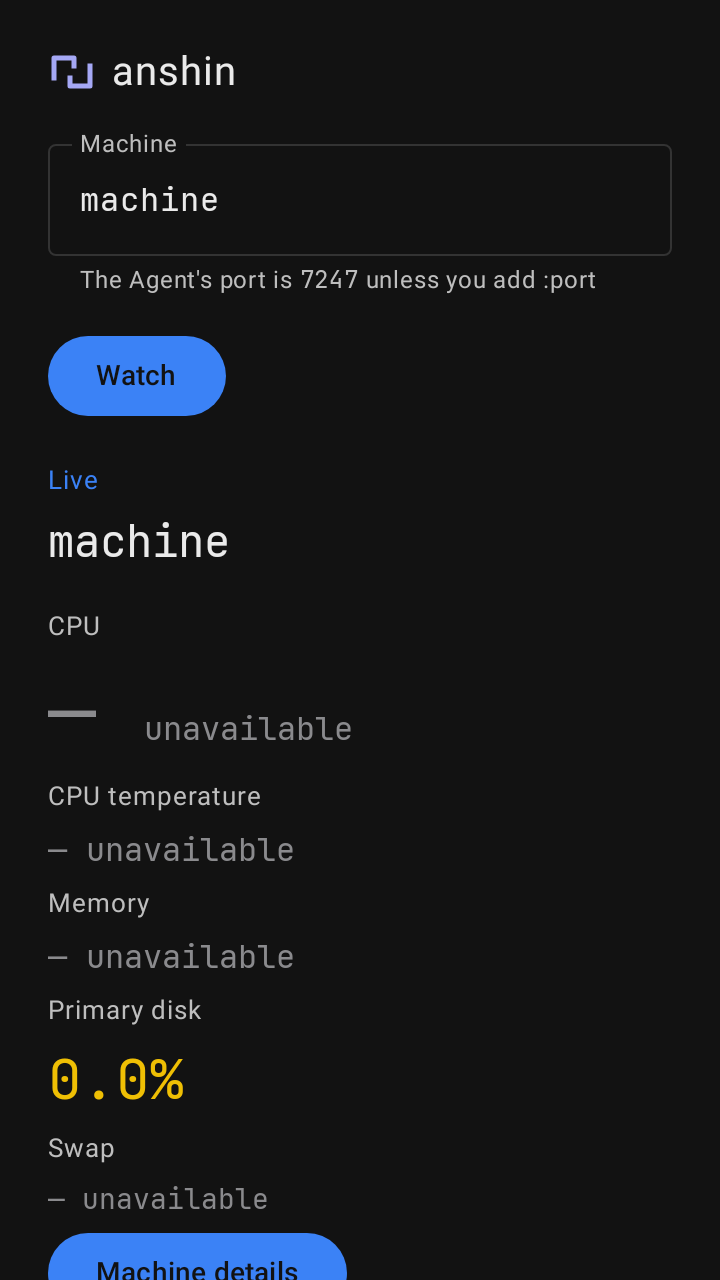 anshin
Machine
machine
The Agent's port is 7247 unless you add :port
Watch
Live
machine
CPU
— unavailable
CPU temperature
— unavailable
Memory
— unavailable
Primary disk
0.0%
Swap
— unavailable
Machine details